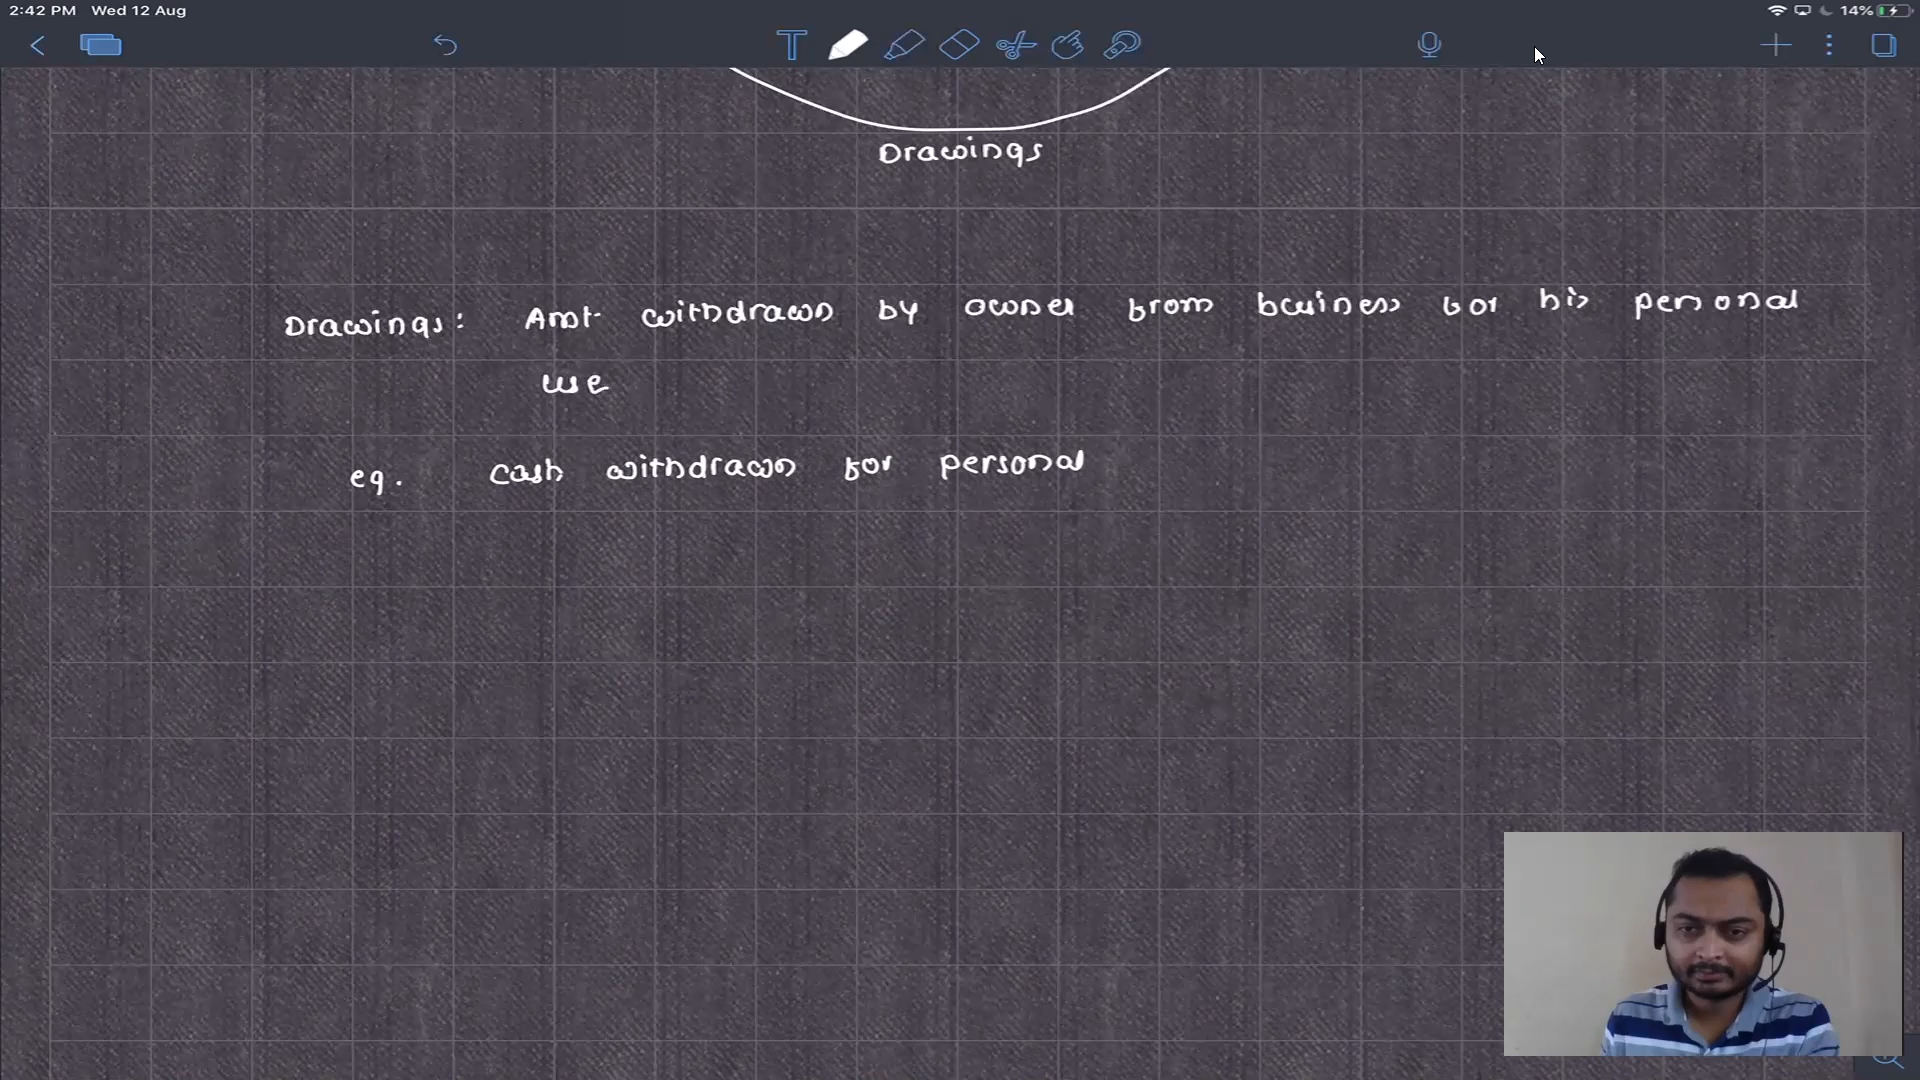 2:42 PM Wed 12 Aug
14%
Drawings
Drawings: Amt withdrawn by owner from business for his personal
use
eg. cash withdrawn for personal